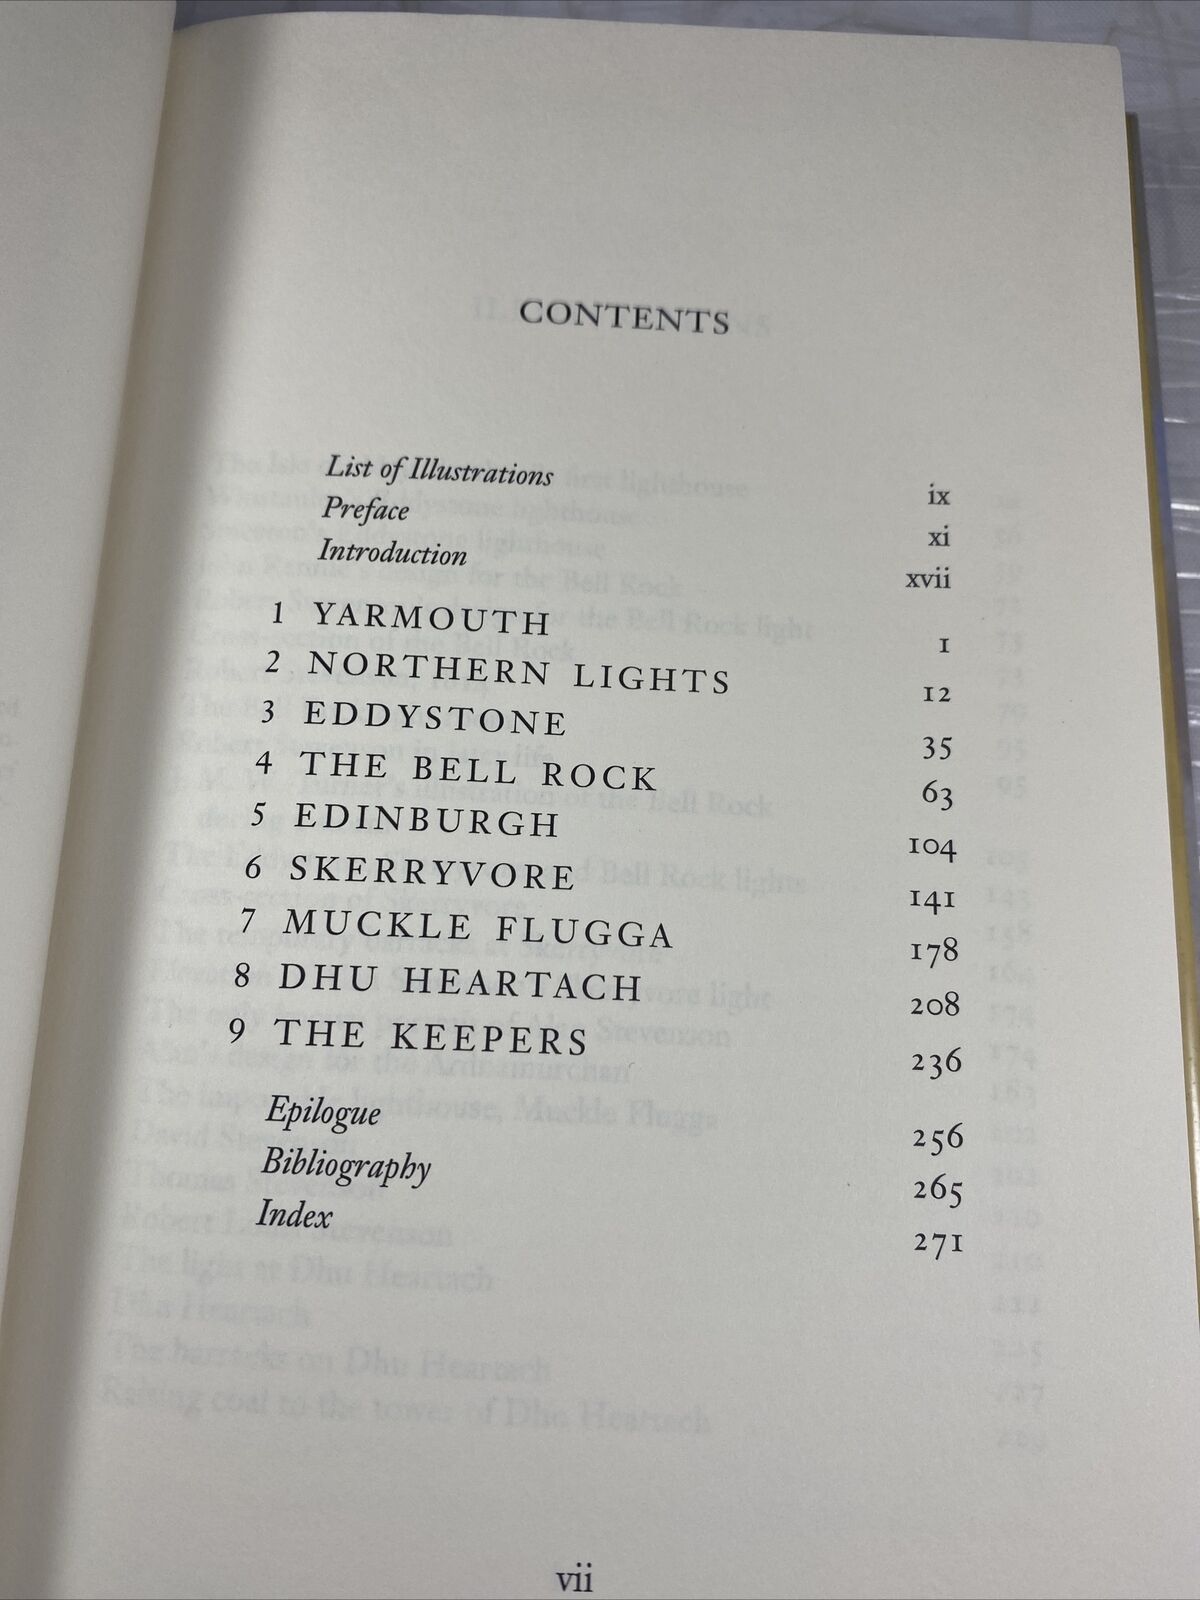 CONTENTS
List of Illustrations ix
Preface xi
Introduction xvii
1 YARMOUTH 1
2 NORTHERN LIGHTS 12
3 EDDYSTONE 35
4 THE BELL ROCK 63
5 EDINBURGH 104
6 SKERRYVORE 141
7 MUCKLE FLUGGA 178
8 DHU HEARTACH 208
9 THE KEEPERS 236
Epilogue 256
Bibliography 265
Index 271
vii